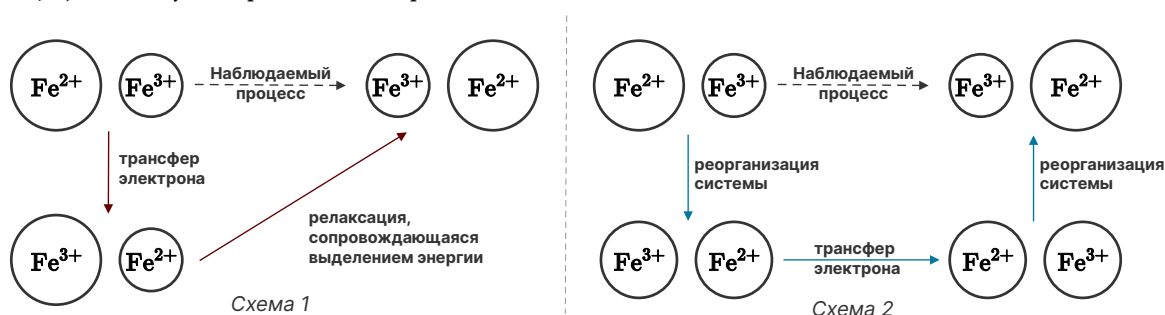 Fe2+ Fe3+ Наблюдаемый процесс Fe3+ Fe2+
трансфер
электрона
релаксация,
сопровождающаяся
выделением энергии
Fe3+ Fe2+
Схема 1
Fe2+ Fe3+ Наблюдаемый процесс Fe3+ Fe2+
реорганизация
системы
реорганизация
системы
Fe3+ Fe2+ трансфер электрона Fe2+ Fe3+
Схема 2